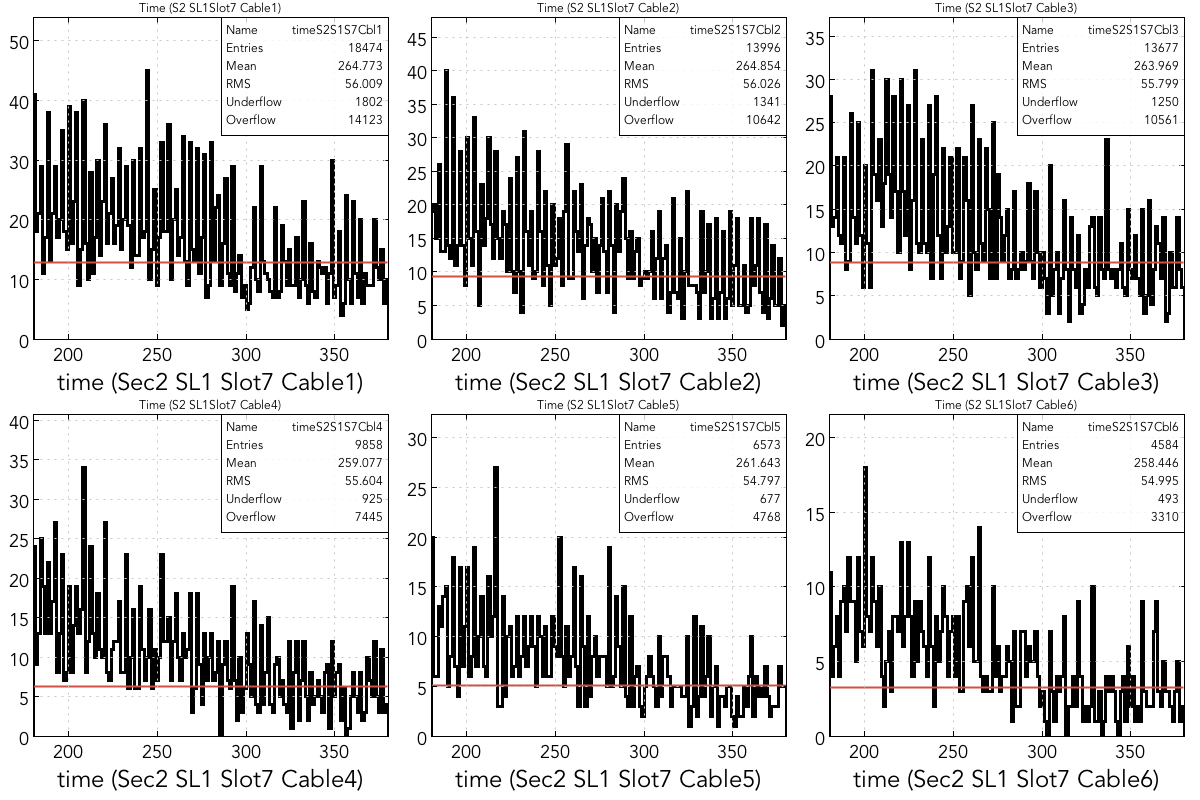 Time (S2 SL1Slot7 Cable1)
Name timeS2S1S7Cbl1
Entries 18474
Mean 264.773
RMS 56.009
Underflow 1802
Overflow 14123
50
40
30
20
10
0
200 250 300 350
time (Sec2 SL1 Slot7 Cable1)
Time (S2 SL1Slot7 Cable2)
Name timeS2S1S7Cbl2
Entries 13996
Mean 264.854
RMS 56.026
Underflow 1341
Overflow 10642
45
40
35
30
25
20
15
10
5
0
200 250 300 350
time (Sec2 SL1 Slot7 Cable2)
Time (S2 SL1Slot7 Cable3)
Name timeS2S1S7Cbl3
Entries 13677
Mean 263.969
RMS 55.799
Underflow 1250
Overflow 10561
35
30
25
20
15
10
5
0
200 250 300 350
time (Sec2 SL1 Slot7 Cable3)
Time (S2 SL1Slot7 Cable4)
Name timeS2S1S7Cbl4
Entries 9858
Mean 259.077
RMS 55.604
Underflow 925
Overflow 7445
40
35
30
25
20
15
10
5
0
200 250 300 350
time (Sec2 SL1 Slot7 Cable4)
Time (S2 SL1Slot7 Cable5)
Name timeS2S1S7Cbl5
Entries 6573
Mean 261.643
RMS 54.797
Underflow 677
Overflow 4768
30
25
20
15
10
5
0
200 250 300 350
time (Sec2 SL1 Slot7 Cable5)
Time (S2 SL1Slot7 Cable6)
Name timeS2S1S7Cbl6
Entries 4584
Mean 258.446
RMS 54.995
Underflow 493
Overflow 3310
20
15
10
5
0
200 250 300 350
time (Sec2 SL1 Slot7 Cable6)